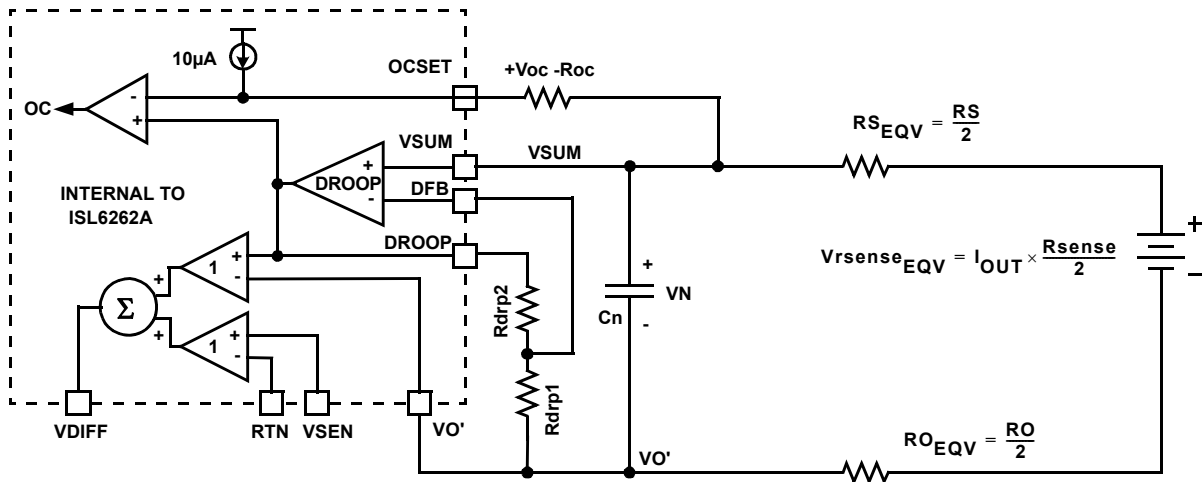 10µA
OCSET
+Voc -Roc
OC
-
+
RS_EQV = RS/2
VSUM
VSUM
+
DROOP
-
DFB
INTERNAL TO
ISL6262A
DROOP
+
-
1
+
Σ
+
+
-
1
Rdrp2
Rdrp1
+
VN
-
Cn
+
Vrsense_EQV = I_OUT × Rsense/2
-
VDIFF
RTN
VSEN
VO'
VO'
RO_EQV = RO/2